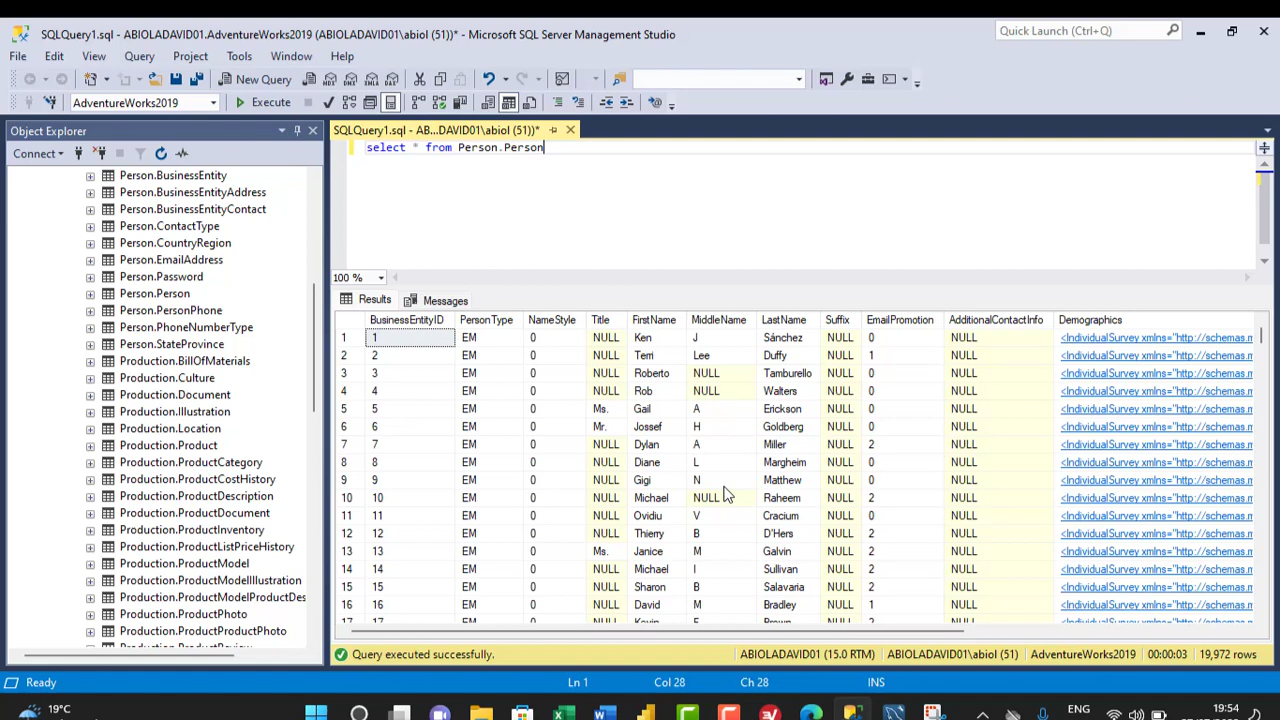 SQLQuery1.sql - ABIOLADAVID01.AdventureWorks2019 (ABIOLADAVID01\abiol (51))* - Microsoft SQL Server Management Studio
Quick Launch (Ctrl+Q)
File Edit View Query Project Tools Window Help
New Query
MDX DMX XMLA DAX
AdventureWorks2019 Execute
Object Explorer
Connect
Person.BusinessEntity
Person.BusinessEntityAddress
Person.BusinessEntityContact
Person.ContactType
Person.CountryRegion
Person.EmailAddress
Person.Password
Person.Person
Person.PersonPhone
Person.PhoneNumberType
Person.StateProvince
Production.BillOfMaterials
Production.Culture
Production.Document
Production.Illustration
Production.Location
Production.Product
Production.ProductCategory
Production.ProductCostHistory
Production.ProductDescription
Production.ProductDocument
Production.ProductInventory
Production.ProductListPriceHistory
Production.ProductModel
Production.ProductModelIllustration
Production.ProductModelProductDes
Production.ProductPhoto
Production.ProductProductPhoto
SQLQuery1.sql - AB...DAVID01\abiol (51))*
select * from Person.Person
100 %
Results Messages
BusinessEntityID PersonType NameStyle Title FirstName MiddleName LastName Suffix EmailPromotion AdditionalContactInfo Demographics
1 1 EM 0 NULL Ken J Sánchez NULL 0 NULL <IndividualSurvey xmlns="http://schemas.m
2 2 EM 0 NULL Terri Lee Duffy NULL 1 NULL <IndividualSurvey xmlns="http://schemas.m
3 3 EM 0 NULL Roberto NULL Tamburello NULL 0 NULL <IndividualSurvey xmlns="http://schemas.m
4 4 EM 0 NULL Rob NULL Walters NULL 0 NULL <IndividualSurvey xmlns="http://schemas.m
5 5 EM 0 Ms. Gail A Erickson NULL 0 NULL <IndividualSurvey xmlns="http://schemas.m
6 6 EM 0 Mr. Jossef H Goldberg NULL 0 NULL <IndividualSurvey xmlns="http://schemas.m
7 7 EM 0 NULL Dylan A Miller NULL 2 NULL <IndividualSurvey xmlns="http://schemas.m
8 8 EM 0 NULL Diane L Margheim NULL 0 NULL <IndividualSurvey xmlns="http://schemas.m
9 9 EM 0 NULL Gigi N Matthew NULL 0 NULL <IndividualSurvey xmlns="http://schemas.m
10 10 EM 0 NULL Michael NULL Raheem NULL 2 NULL <IndividualSurvey xmlns="http://schemas.m
11 11 EM 0 NULL Ovidiu V Cracium NULL 0 NULL <IndividualSurvey xmlns="http://schemas.m
12 12 EM 0 NULL Thierry B D'Hers NULL 2 NULL <IndividualSurvey xmlns="http://schemas.m
13 13 EM 0 Ms. Janice M Galvin NULL 2 NULL <IndividualSurvey xmlns="http://schemas.m
14 14 EM 0 NULL Michael I Sullivan NULL 2 NULL <IndividualSurvey xmlns="http://schemas.m
15 15 EM 0 NULL Sharon B Salavaria NULL 2 NULL <IndividualSurvey xmlns="http://schemas.m
16 16 EM 0 NULL David M Bradley NULL 1 NULL <IndividualSurvey xmlns="http://schemas.m
Query executed successfully. ABIOLADAVID01 (15.0 RTM) ABIOLADAVID01\abiol (51) AdventureWorks2019 00:00:03 19,972 rows
Ready Ln 1 Col 28 Ch 28 INS
19°C
ENG
19:54